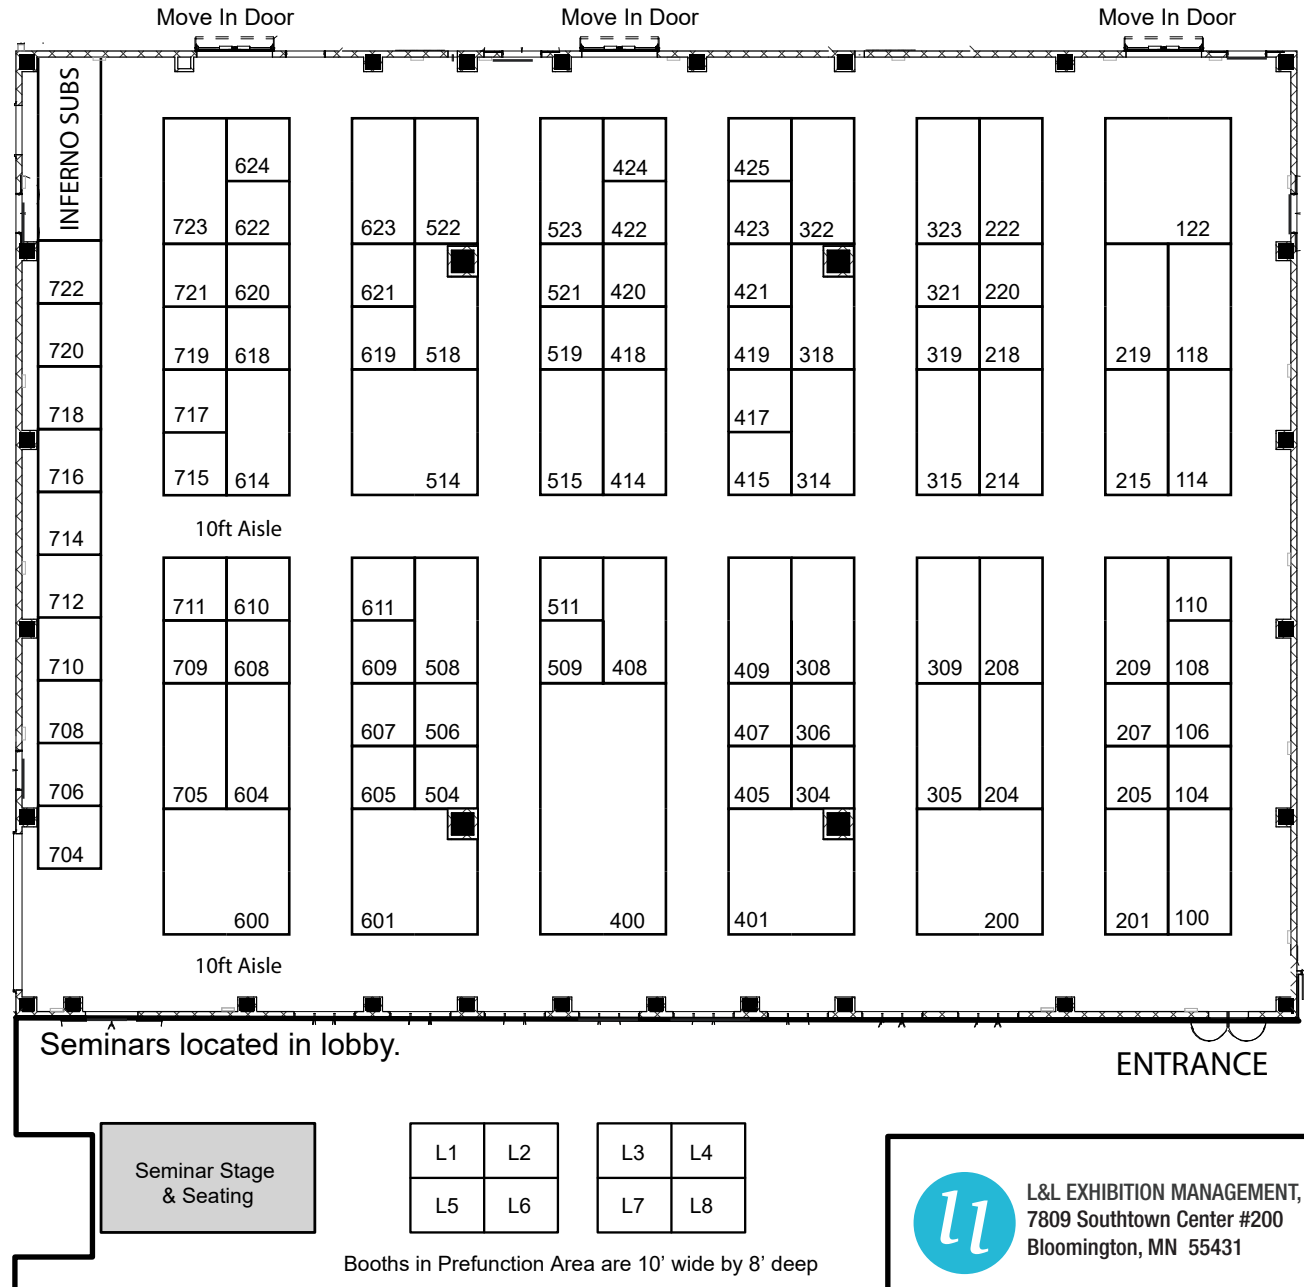 Move In Door Move In Door Move In Door
INFERNO SUBS
624 424 425
723 622 623 522 523 422 423 322 323 222 122
722 721 620 621 521 420 421 321 220
720 719 618 619 518 519 418 419 318 319 218 219 118
718 717 417
716 715 614 514 515 414 415 314 315 214 215 114
10ft Aisle
714
712 711 610 611 511 110
710 709 608 609 508 509 408 409 308 309 208 209 108
708 607 506 407 306 207 106
706 705 604 605 504 405 304 305 204 205 104
704
600 601 400 401 200 201 100
10ft Aisle
Seminars located in lobby.
ENTRANCE
Seminar Stage
& Seating
L1 L2 L3 L4
L5 L6 L7 L8
Booths in Prefunction Area are 10’ wide by 8’ deep
ll
L&L EXHIBITION MANAGEMENT,
7809 Southtown Center #200
Bloomington, MN 55431